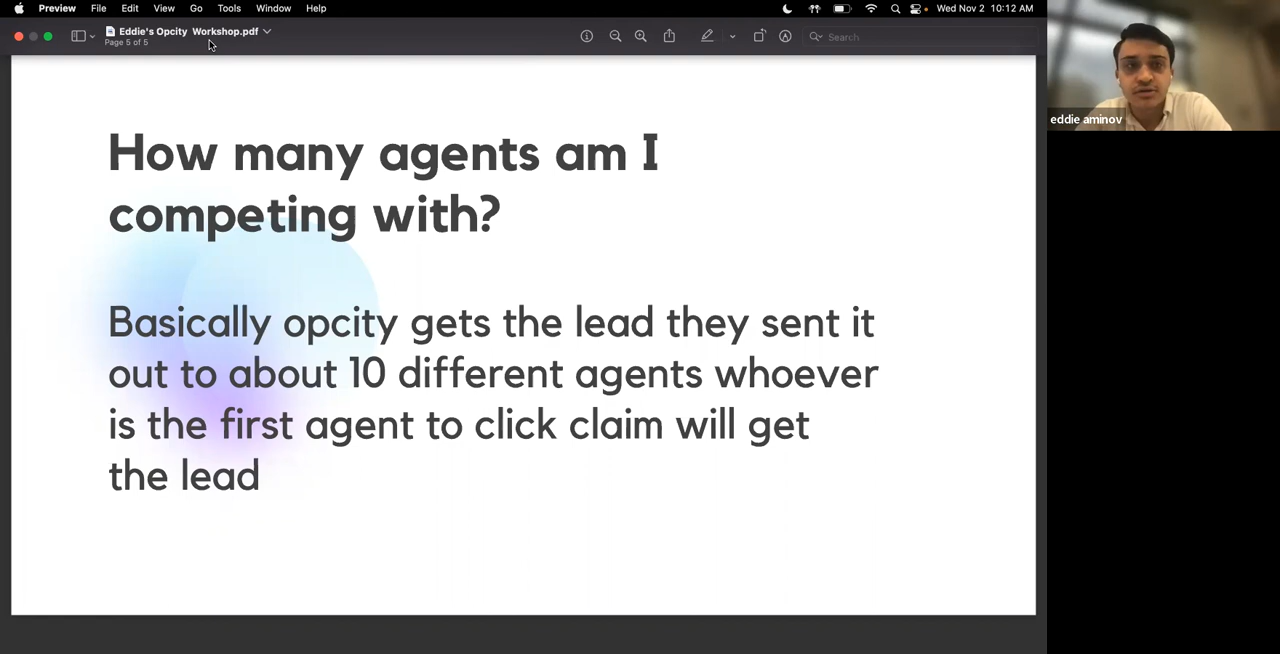 Preview File Edit View Go Tools Window Help Wed Nov 2 10:12 AM
Eddie's Opcity Workshop.pdf
Page 5 of 5
Search
eddie aminov
How many agents am I
competing with?
Basically opcity gets the lead they sent it
out to about 10 different agents whoever
is the first agent to click claim will get
the lead